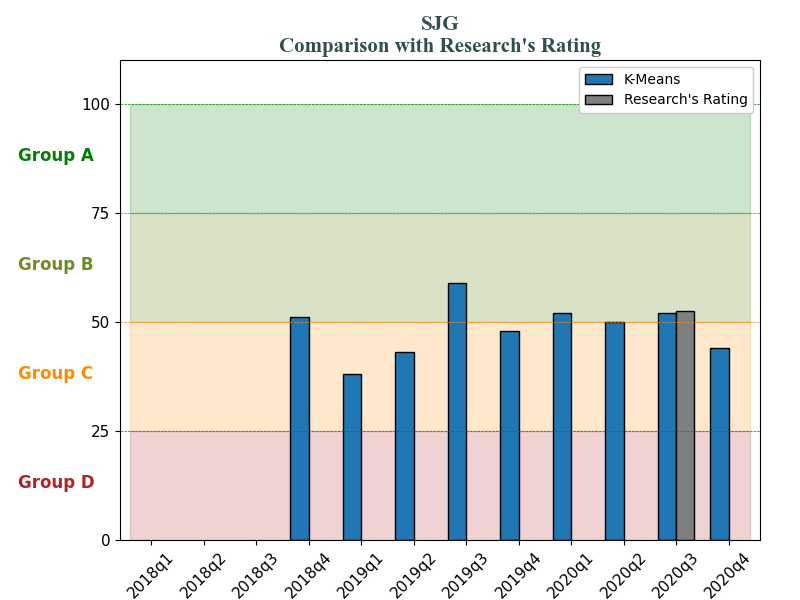 SJG
Comparison with Research's Rating
K-Means
Research's Rating
100
Group A
75
Group B
50
Group C
25
Group D
0
2018q1
2018q2
2018q3
2018q4
2019q1
2019q2
2019q3
2019q4
2020q1
2020q2
2020q3
2020q4